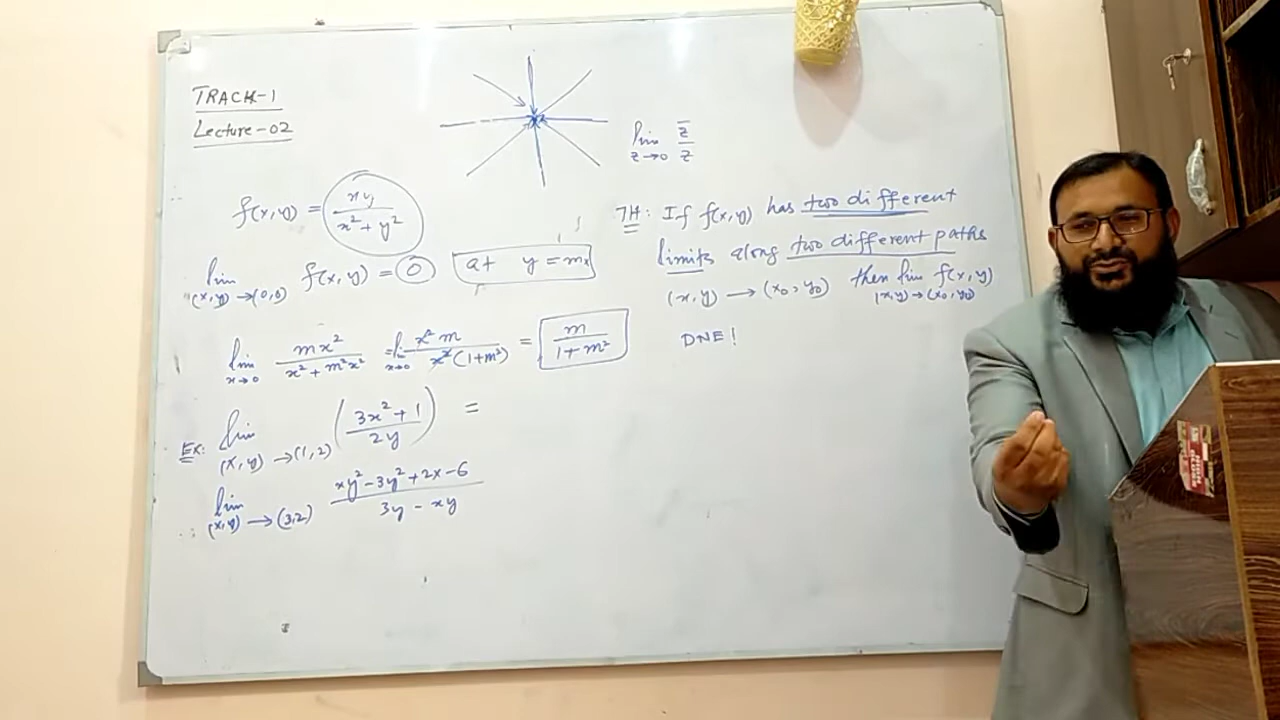 TRACK-1
Lecture-02
lim z→0 z̅/z
f(x,y) = xy/(x²+y²)
lim (x,y)→(0,0) f(x,y) = 0 at y = mx
lim x→0 mx²/(x²+m²x²) = lim x→0 x²m/(x²(1+m²)) = m/(1+m²)
EX: lim (x,y)→(1,2) ((3x²+1)/2y) =
lim (x,y)→(3,2) (xy²-3y²+2x-6)/(3y-xy)
TH: If f(x,y) has two different
limits along two different paths
(x,y) → (x₀,y₀) then lim f(x,y)
(x,y)→(x₀,y₀)
DNE!